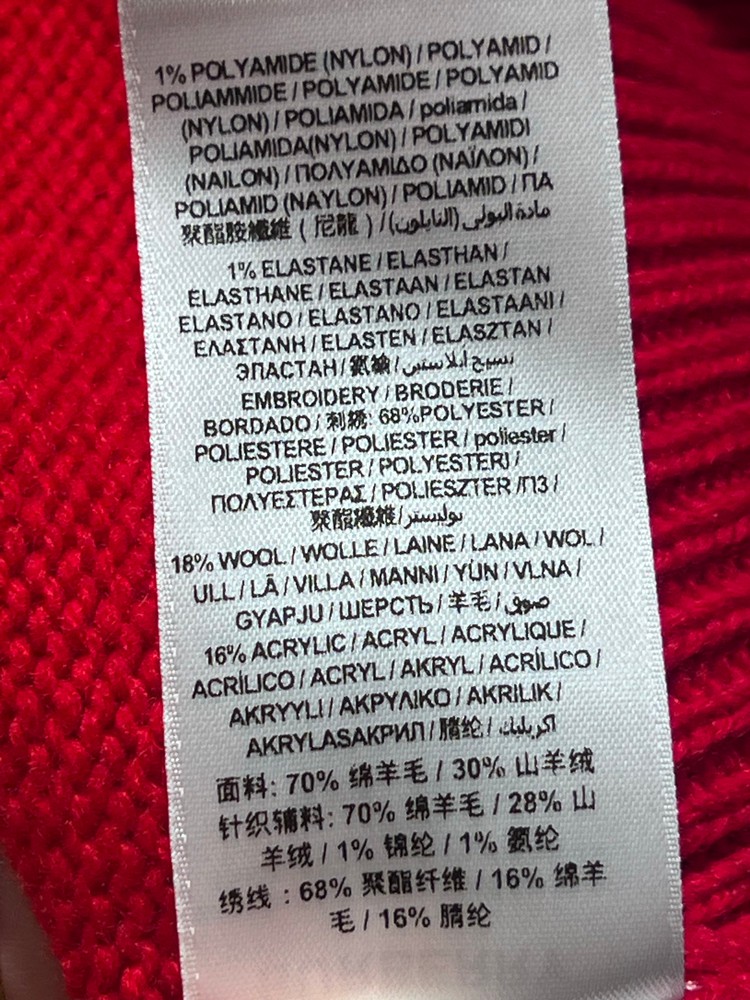 1% POLYAMIDE (NYLON) / POLYAMID /
POLIAMMIDE / POLYAMIDE / POLYAMID
(NYLON) / POLIAMIDA / poliamida /
POLIAMIDA(NYLON) / POLYAMIDI
(NAILON) / ΠΟΛΥΑΜΙΔΟ (ΝΑΪΛΟΝ) /
POLIAMID (NAYLON) / POLIAMID / ПА
聚酯胺纖維 ( 尼龍 ) / مادة البولي (النايلون)
1% ELASTANE / ELASTHAN /
ELASTHANE / ELASTAAN / ELASTAN
ELASTANO / ELASTANO / ELASTAANI /
ΕΛΑΣΤΑΝΗ / ELASTEN / ELASZTAN /
ЭПАСТАН / 氨綸 / نسيج ايلاستين
EMBROIDERY / BRODERIE /
BORDADO / 刺綉: 68%POLYESTER /
POLIESTERE / POLIESTER / poliester /
POLIESTER / POLYESTERI /
ΠΟΛΥΕΣΤΕΡΑΣ / POLIESZTER /ПЗ /
聚酯纖維 / بوليستر
18% WOOL / WOLLE / LAINE / LANA / WOL /
ULL / LÃ / VILLA / MANNI / YÜN / VLNA /
GYAPJU / ШЕРСТЬ / 羊毛 / صوف
16% ACRYLIC / ACRYL / ACRYLIQUE /
ACRÍLICO / ACRYL / AKRYL / ACRÍLICO /
AKRYYLI / ΑΚΡΥΛΙΚΟ / AKRILIK /
AKRYLASАКРИЛ / 腈纶 / اكريليك
面料: 70% 绵羊毛 / 30% 山羊绒
针织辅料: 70% 绵羊毛 / 28% 山
羊绒 / 1% 锦纶 / 1% 氨纶
绣线 : 68% 聚酯纤维 / 16% 绵羊
毛 / 16% 腈纶